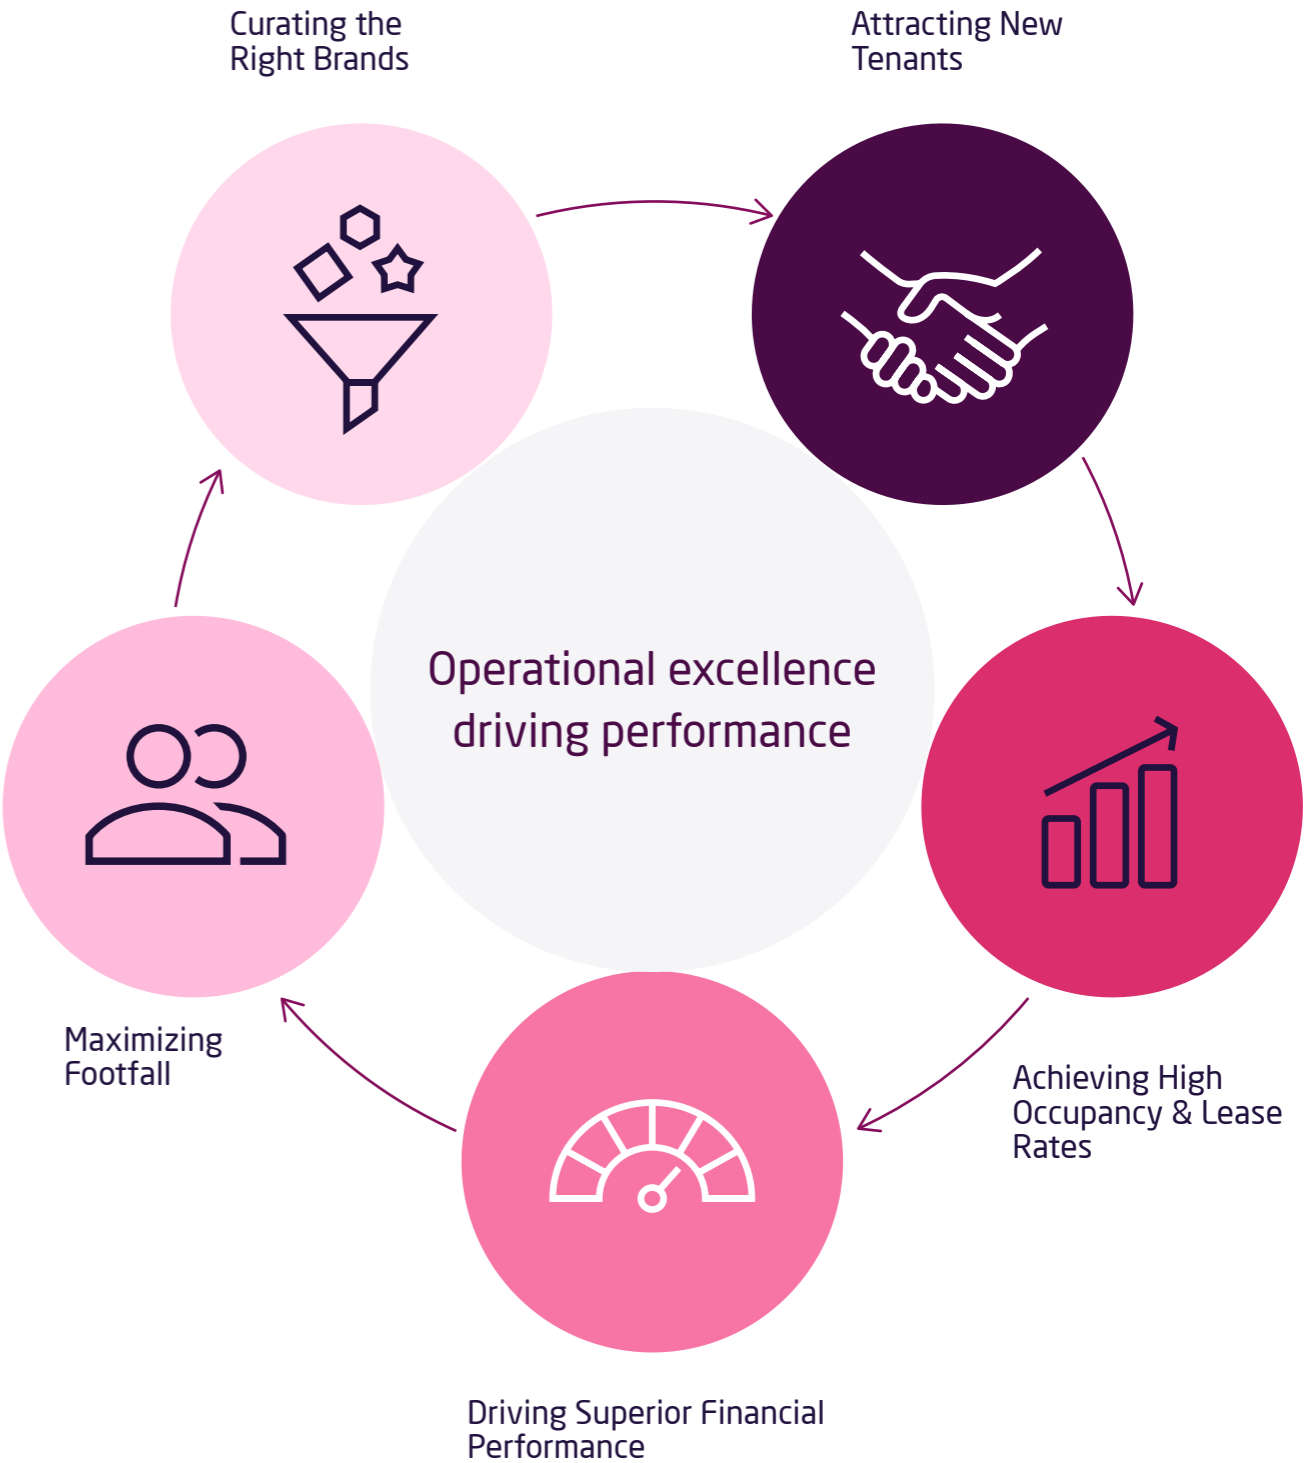 Curating the
Right Brands
Attracting New
Tenants
Operational excellence
driving performance
Maximizing
Footfall
Achieving High
Occupancy & Lease
Rates
Driving Superior Financial
Performance